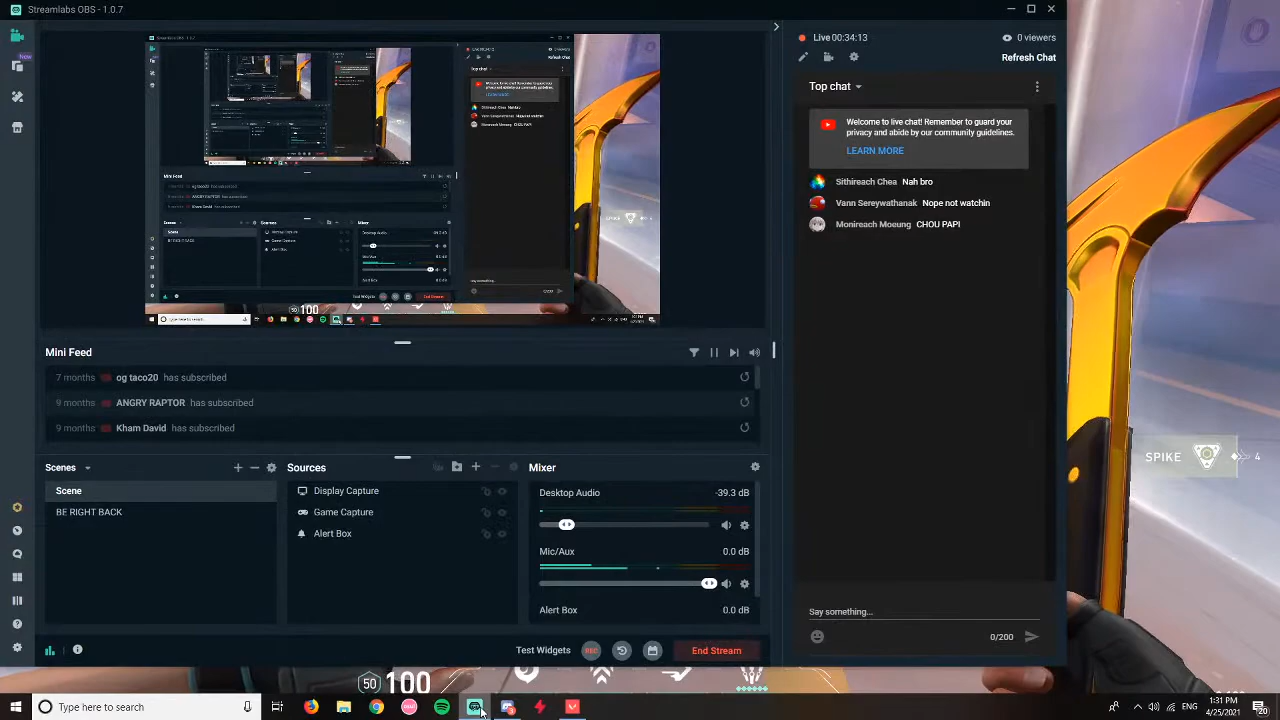 Streamlabs OBS - 1.0.7
Live 00:34:13
0 viewers
Refresh Chat
New
Top chat
Welcome to live chat! Remember to guard your
privacy and abide by our community guidelines.
LEARN MORE
Sithireach Chea Nah bro
Vann Sereywathanak Nope not watchin
Monireach Moeung CHOU PAPI
Mini Feed
7 months og taco20 has subscribed
9 months ANGRY RAPTOR has subscribed
9 months Kham David has subscribed
Scenes
Sources
Mixer
Scene
BE RIGHT BACK
Display Capture
Game Capture
Alert Box
Desktop Audio -39.3 dB
Mic/Aux 0.0 dB
Alert Box 0.0 dB
Say something...
0/200
Test Widgets
REC
End Stream
SPIKE 4
50 100
Type here to search
1:31 PM
4/25/2021
20